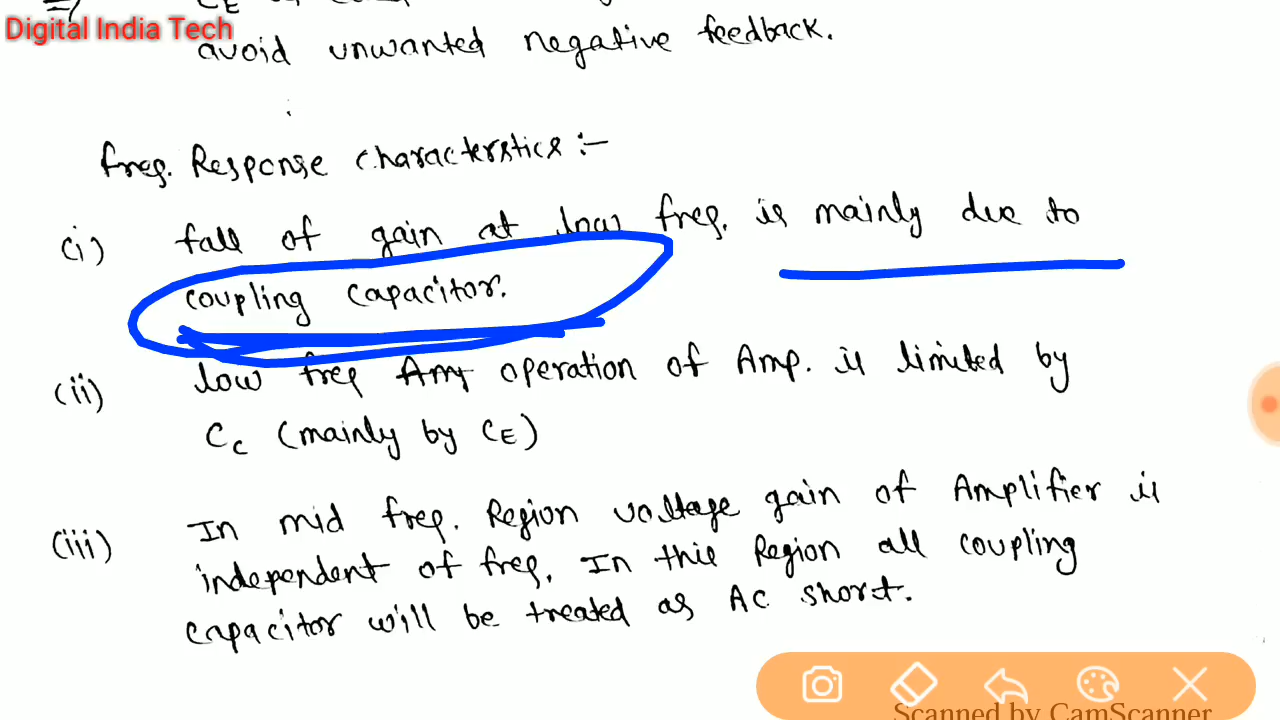 Digital India Tech
avoid unwanted negative feedback.
freq. Response characterstics :-
(i) fall of gain at low freq. is mainly due to
coupling capacitor.
(ii) low freq operation of Amp. is limited by
Cc (mainly by CE)
(iii) In mid freq. Region voltage gain of Amplifier is
independent of freq. In this Region all coupling
capacitor will be treated as AC short.
Scanned by CamScanner